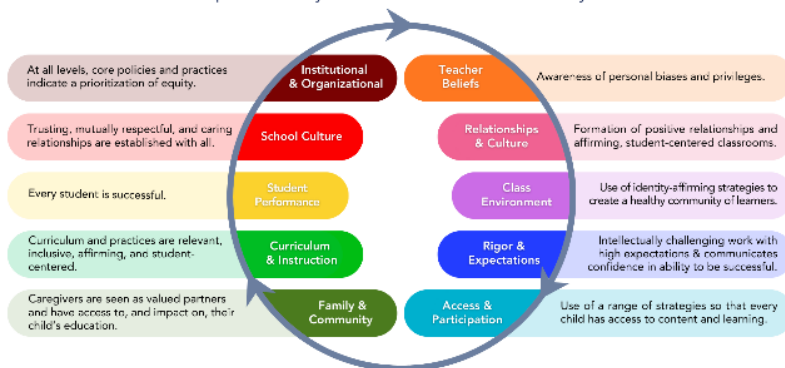 At all levels, core policies and practices
indicate a prioritization of equity.
Institutional
& Organizational
Trusting, mutually respectful, and caring
relationships are established with all.
School Culture
Every student is successful.
Student
Performance
Curriculum and practices are relevant,
inclusive, affirming, and student-
centered.
Curriculum
& Instruction
Caregivers are seen as valued partners
and have access to, and impact on, their
child's education.
Family &
Community
Teacher
Beliefs
Awareness of personal biases and privileges.
Relationships
& Culture
Formation of positive relationships and
affirming, student-centered classrooms.
Class
Environment
Use of identity-affirming strategies to
create a healthy community of learners.
Rigor &
Expectations
Intellectually challenging work with
high expectations & communicates
confidence in ability to be successful.
Access &
Participation
Use of a range of strategies so that every
child has access to content and learning.